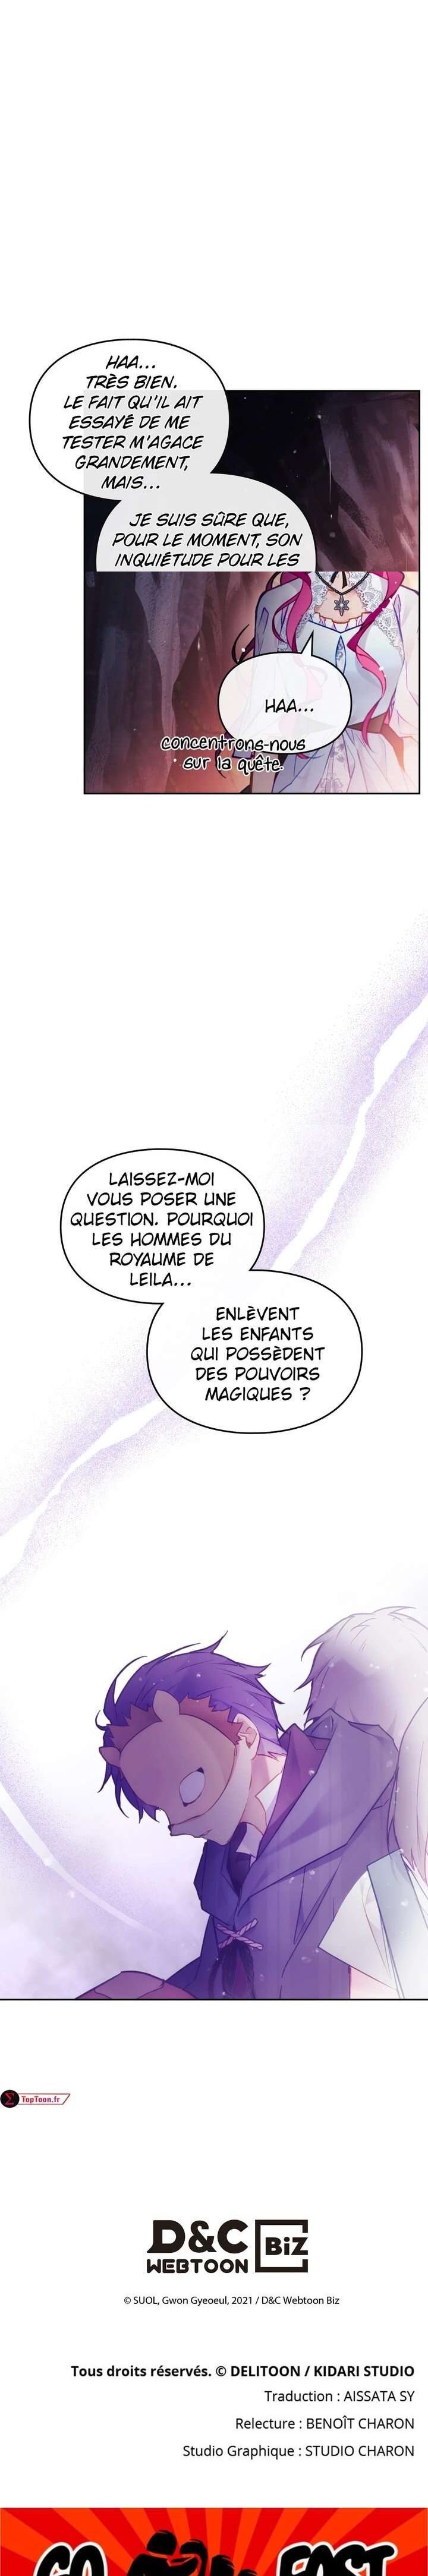 HAA...
TRÈS BIEN.
LE FAIT QU'IL AIT
ESSAYÉ DE ME
TESTER M'AGACE
GRANDEMENT,
MAIS...
JE SUIS SÛRE QUE,
POUR LE MOMENT, SON
INQUIÉTUDE POUR LES
HAA...
concentrons-nous
sur la quête.
LAISSEZ-MOI
VOUS POSER UNE
QUESTION. POURQUOI
LES HOMMES DU
ROYAUME DE
LEILA...
ENLÈVENT
LES ENFANTS
QUI POSSÈDENT
DES POUVOIRS
MAGIQUES ?
TopToon.fr
D&C
WEBTOON BiZ
© SUOL, Gwon Gyeoeul, 2021 / D&C Webtoon Biz
Tous droits réservés. © DELITOON / KIDARI STUDIO
Traduction : AISSATA SY
Relecture : BENOÎT CHARON
Studio Graphique : STUDIO CHARON